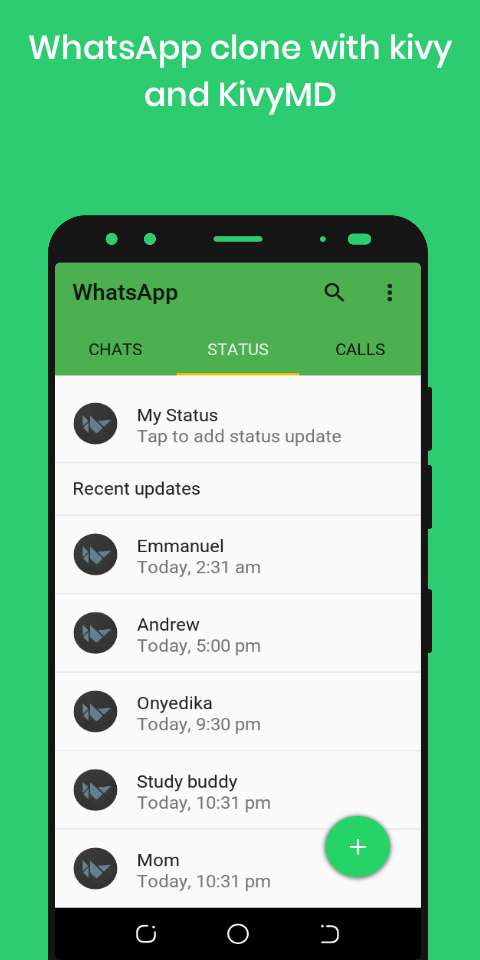 WhatsApp clone with kivy
and KivyMD
WhatsApp
CHATS STATUS CALLS
My Status
Tap to add status update
Recent updates
Emmanuel
Today, 2:31 am
Andrew
Today, 5:00 pm
Onyedika
Today, 9:30 pm
Study buddy
Today, 10:31 pm
Mom
Today, 10:31 pm